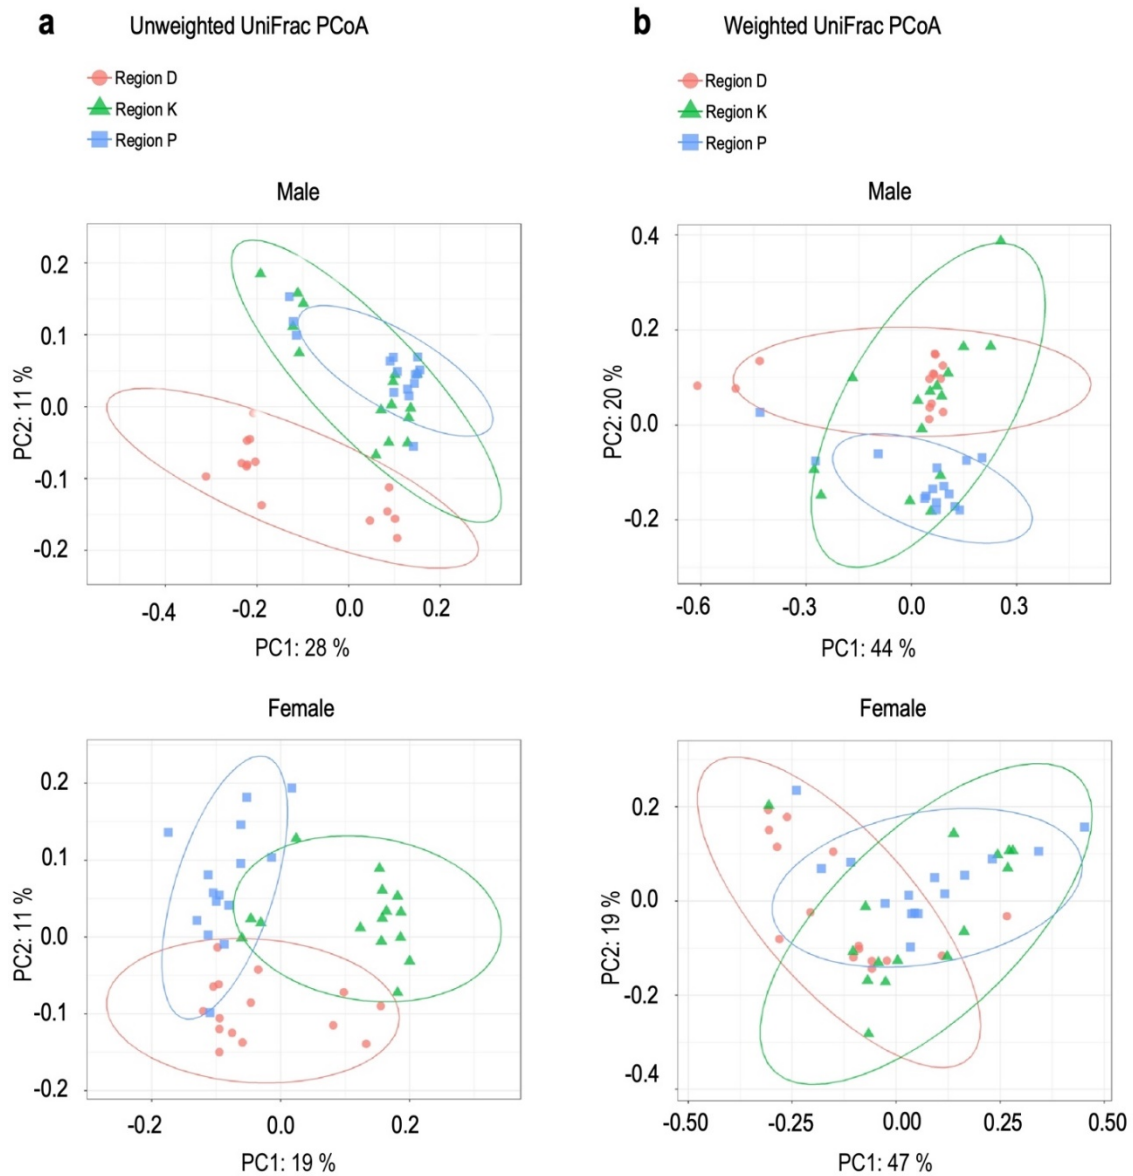 a Unweighted UniFrac PCoA
Region D
Region K
Region P
Male
0.2
0.1
0.0
-0.1
-0.2
PC2: 11 %
-0.4 -0.2 0.0 0.2
PC1: 28 %
Female
0.2
0.1
0.0
-0.1
-0.2
PC2: 11 %
-0.2 0.0 0.2
PC1: 19 %
b Weighted UniFrac PCoA
Region D
Region K
Region P
Male
0.4
0.2
0.0
-0.2
PC2: 20 %
-0.6 -0.3 0.0 0.3
PC1: 44 %
Female
0.2
0.0
-0.2
-0.4
PC2: 19 %
-0.50 -0.25 0.00 0.25 0.50
PC1: 47 %